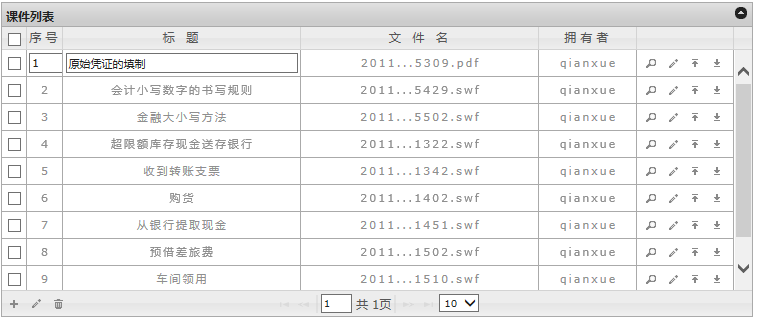 课件列表
序号 标 题 文 件 名 拥有者
1 原始凭证的填制 2011...5309.pdf qianxue
2 会计小写数字的书写规则 2011...5429.swf qianxue
3 金融大小写方法 2011...5502.swf qianxue
4 超限额库存现金送存银行 2011...1322.swf qianxue
5 收到转账支票 2011...1342.swf qianxue
6 购货 2011...1402.swf qianxue
7 从银行提取现金 2011...1451.swf qianxue
8 预借差旅费 2011...1502.swf qianxue
9 车间领用 2011...1510.swf qianxue
1 共 1页 10